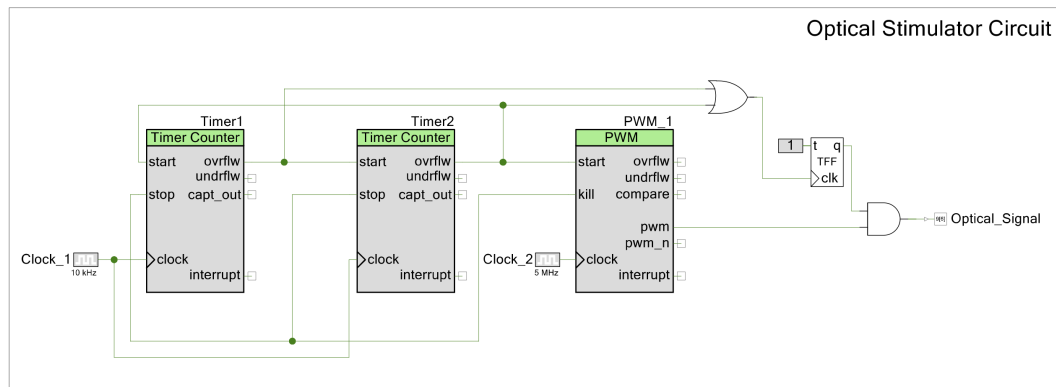 Optical Stimulator Circuit
Timer1
Timer Counter
start ovrflw
undrflw
stop capt_out
clock
interrupt
Clock_1
10 kHz
Timer2
Timer Counter
start ovrflw
undrflw
stop capt_out
clock
interrupt
PWM_1
PWM
start ovrflw
undrflw
kill compare
pwm
pwm_n
clock
interrupt
Clock_2
5 MHz
1
t q
TFF
clk
Optical_Signal